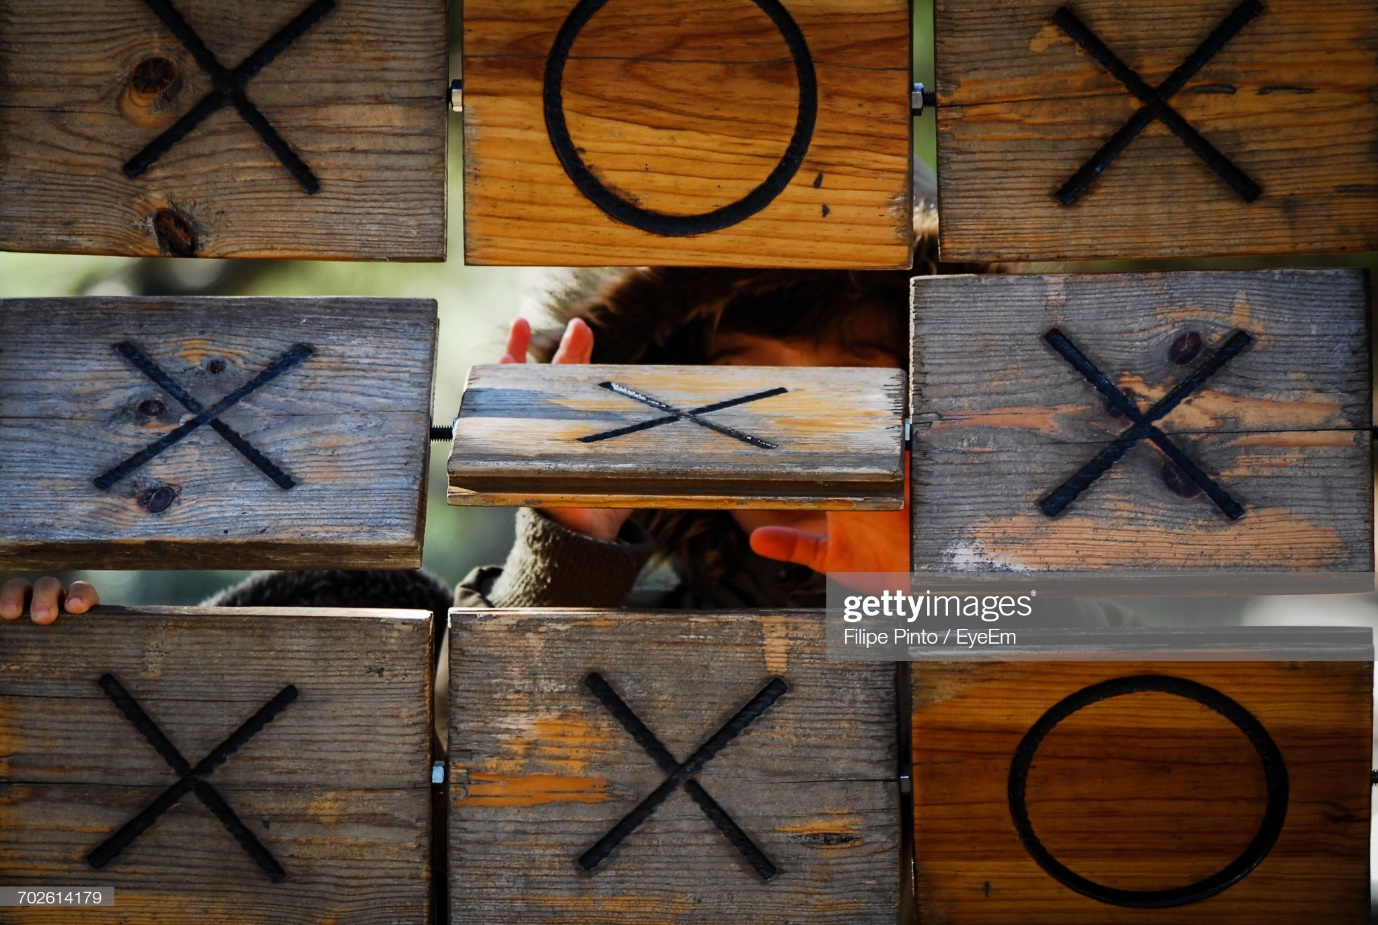 X O X
X X X
gettyimages®
Filipe Pinto / EyeEm
X X O
702614179